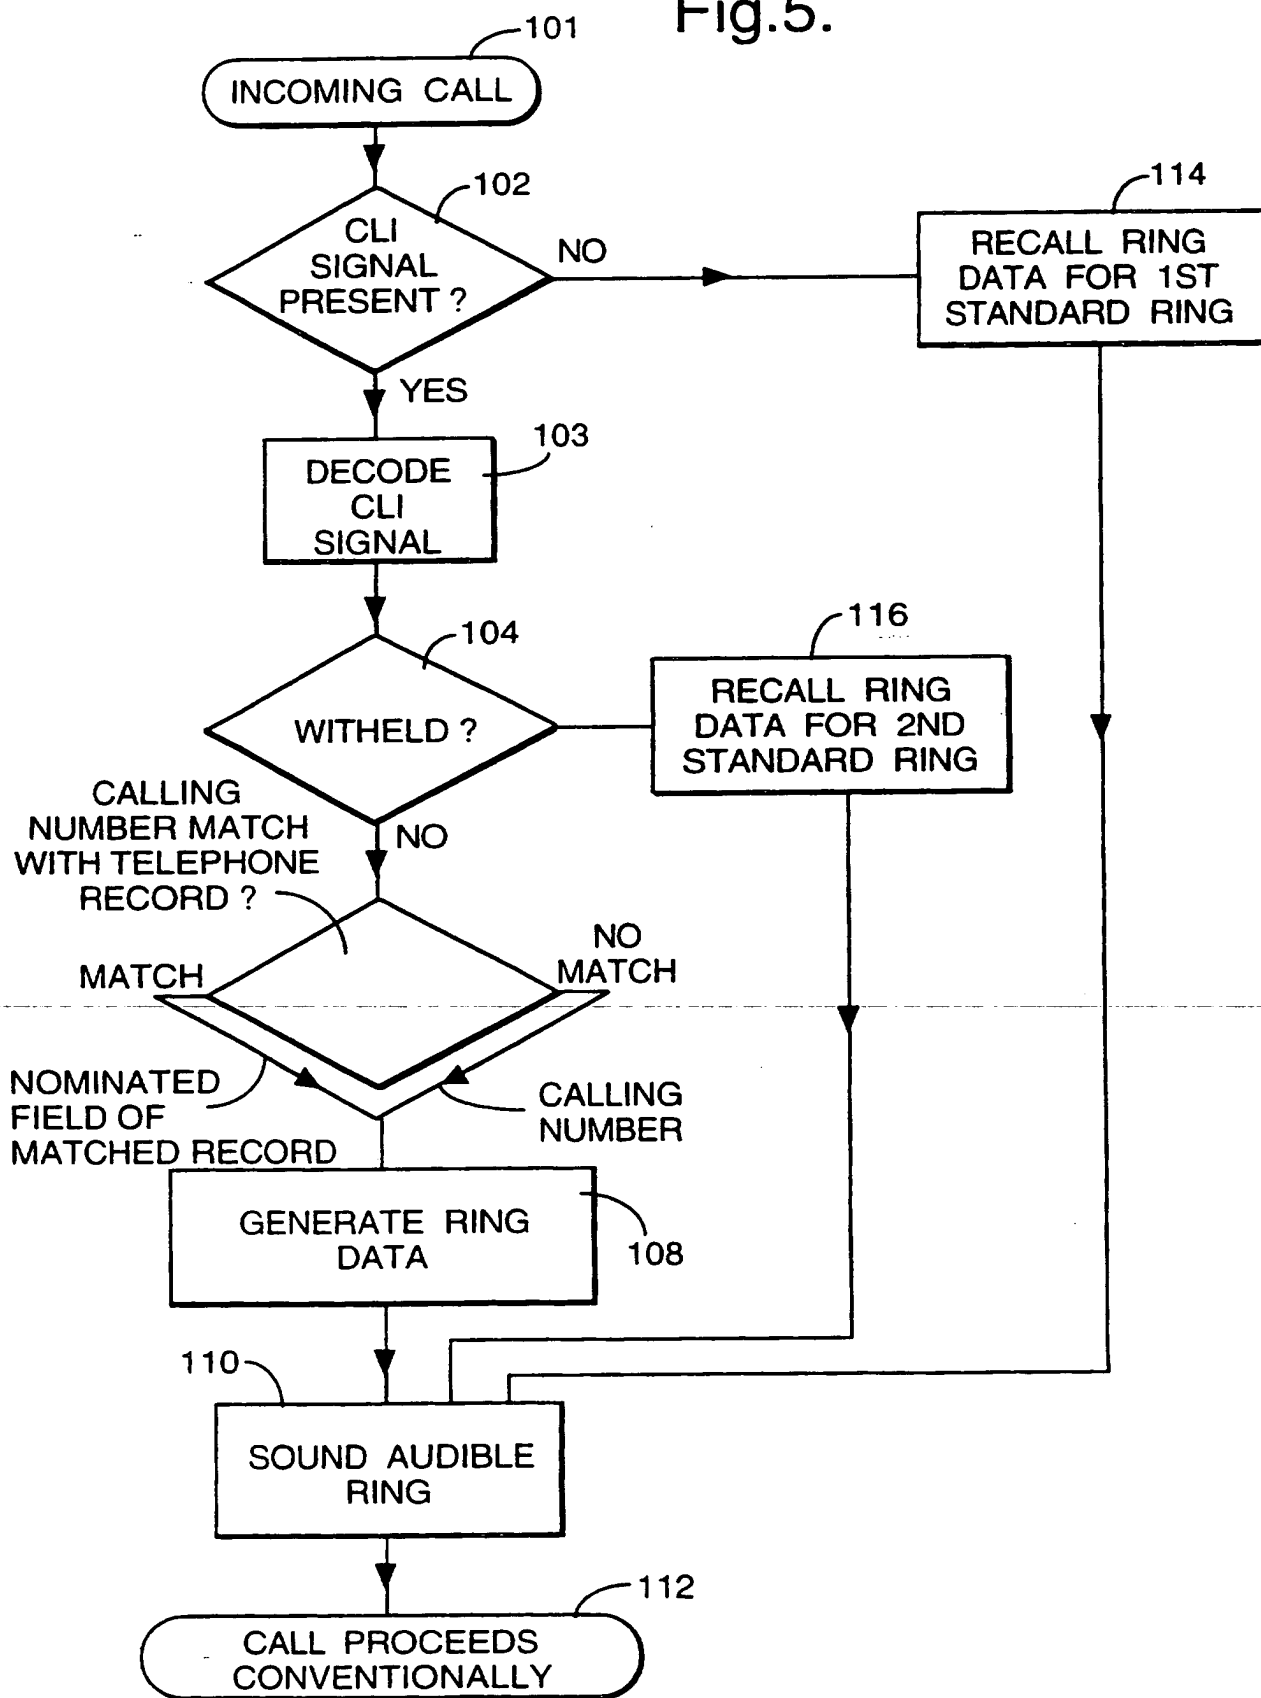 Fig.5.
101
INCOMING CALL
102
CLI
SIGNAL
PRESENT ?
NO
114
RECALL RING
DATA FOR 1ST
STANDARD RING
YES
103
DECODE
CLI
SIGNAL
104
WITHELD ?
116
RECALL RING
DATA FOR 2ND
STANDARD RING
NO
CALLING
NUMBER MATCH
WITH TELEPHONE
RECORD ?
MATCH
NO
MATCH
NOMINATED
FIELD OF
MATCHED RECORD
CALLING
NUMBER
GENERATE RING
DATA
108
110
SOUND AUDIBLE
RING
112
CALL PROCEEDS
CONVENTIONALLY